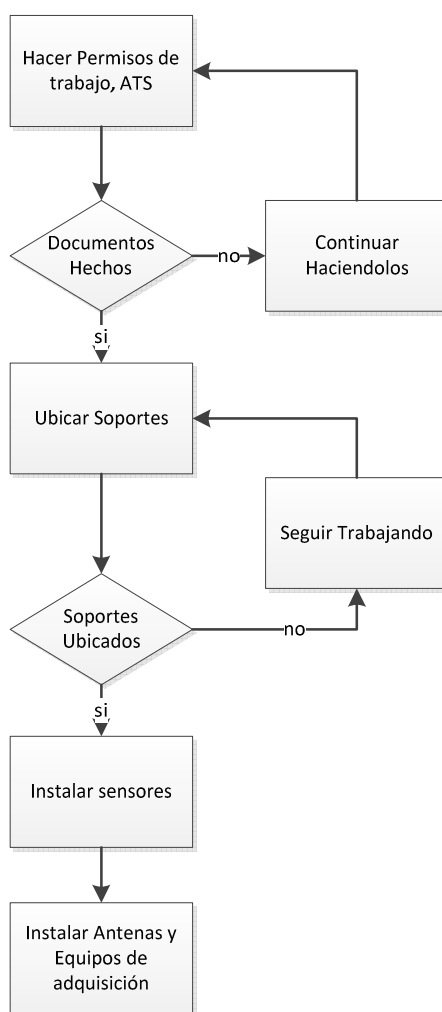 Hacer Permisos de
trabajo, ATS
Documentos
Hechos
no
Continuar
Haciendolos
si
Ubicar Soportes
Seguir Trabajando
Soportes
Ubicados
no
si
Instalar sensores
Instalar Antenas y
Equipos de
adquisición